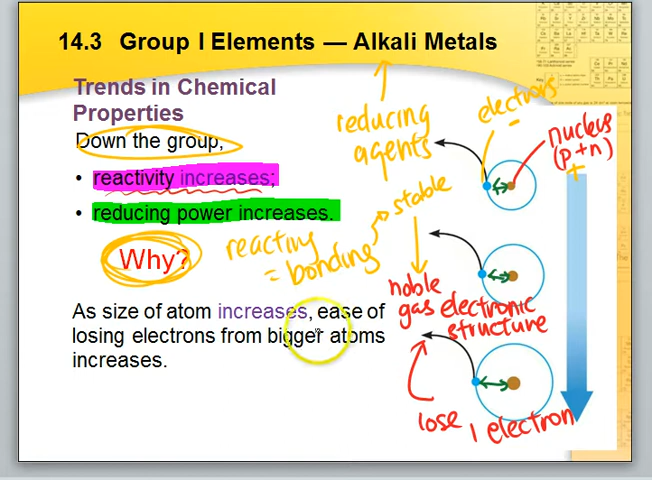 14.3 Group I Elements — Alkali Metals
Trends in Chemical
Properties
Down the group,
• reactivity increases;
• reducing power increases.
Why?
As size of atom increases, ease of
losing electrons from bigger atoms
increases.
reducing
agents
reacting
= bonding
stable
noble
gas electronic
structure
electrons
-
nucleus
(p+n)
+
lose 1 electron